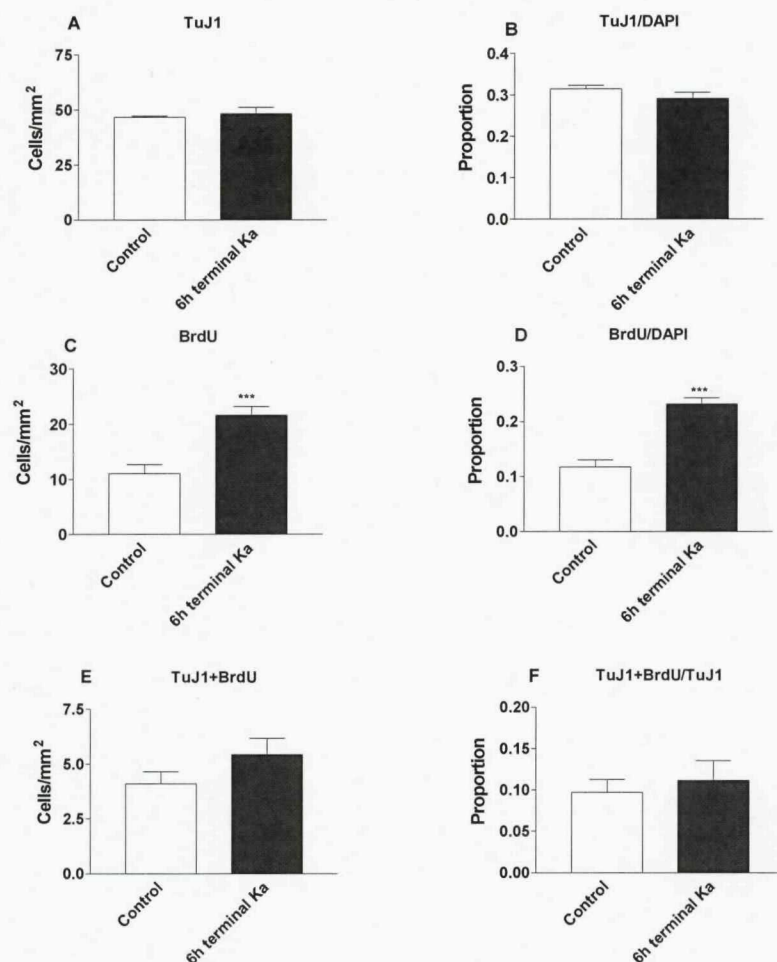 A
TuJ1
75
50
25
0
Cells/mm²
Control
6h terminal Ka
B
TuJ1/DAPI
0.4
0.3
0.2
0.1
0.0
Proportion
Control
6h terminal Ka
C
BrdU
30
20
10
0
Cells/mm²
***
Control
6h terminal Ka
D
BrdU/DAPI
0.3
0.2
0.1
0.0
Proportion
***
Control
6h terminal Ka
E
TuJ1+BrdU
7.5
5.0
2.5
0.0
Cells/mm²
Control
6h terminal Ka
F
TuJ1+BrdU/TuJ1
0.20
0.15
0.10
0.05
0.00
Proportion
Control
6h terminal Ka